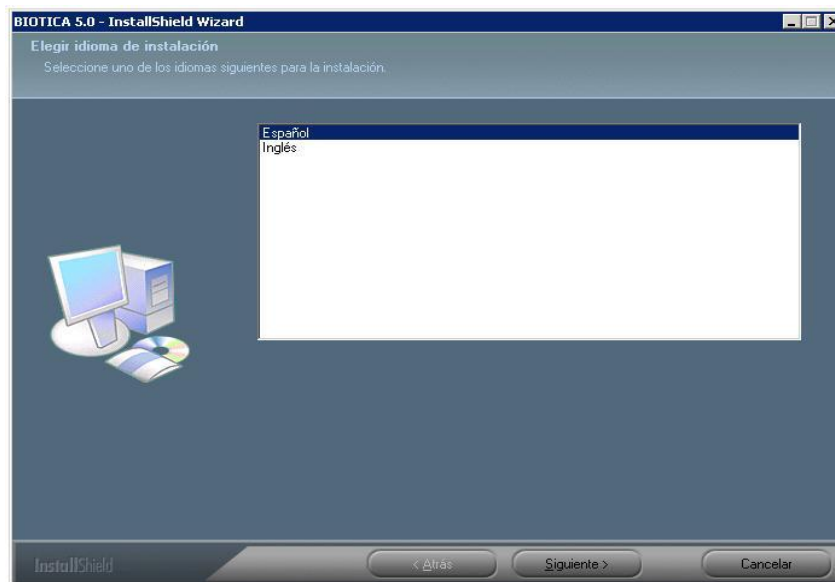 BIOTICA 5.0 - InstallShield Wizard
Elegir idioma de instalación
Seleccione uno de los idiomas siguientes para la instalación.
Español
Inglés
InstallShield
< Atrás
Siguiente >
Cancelar